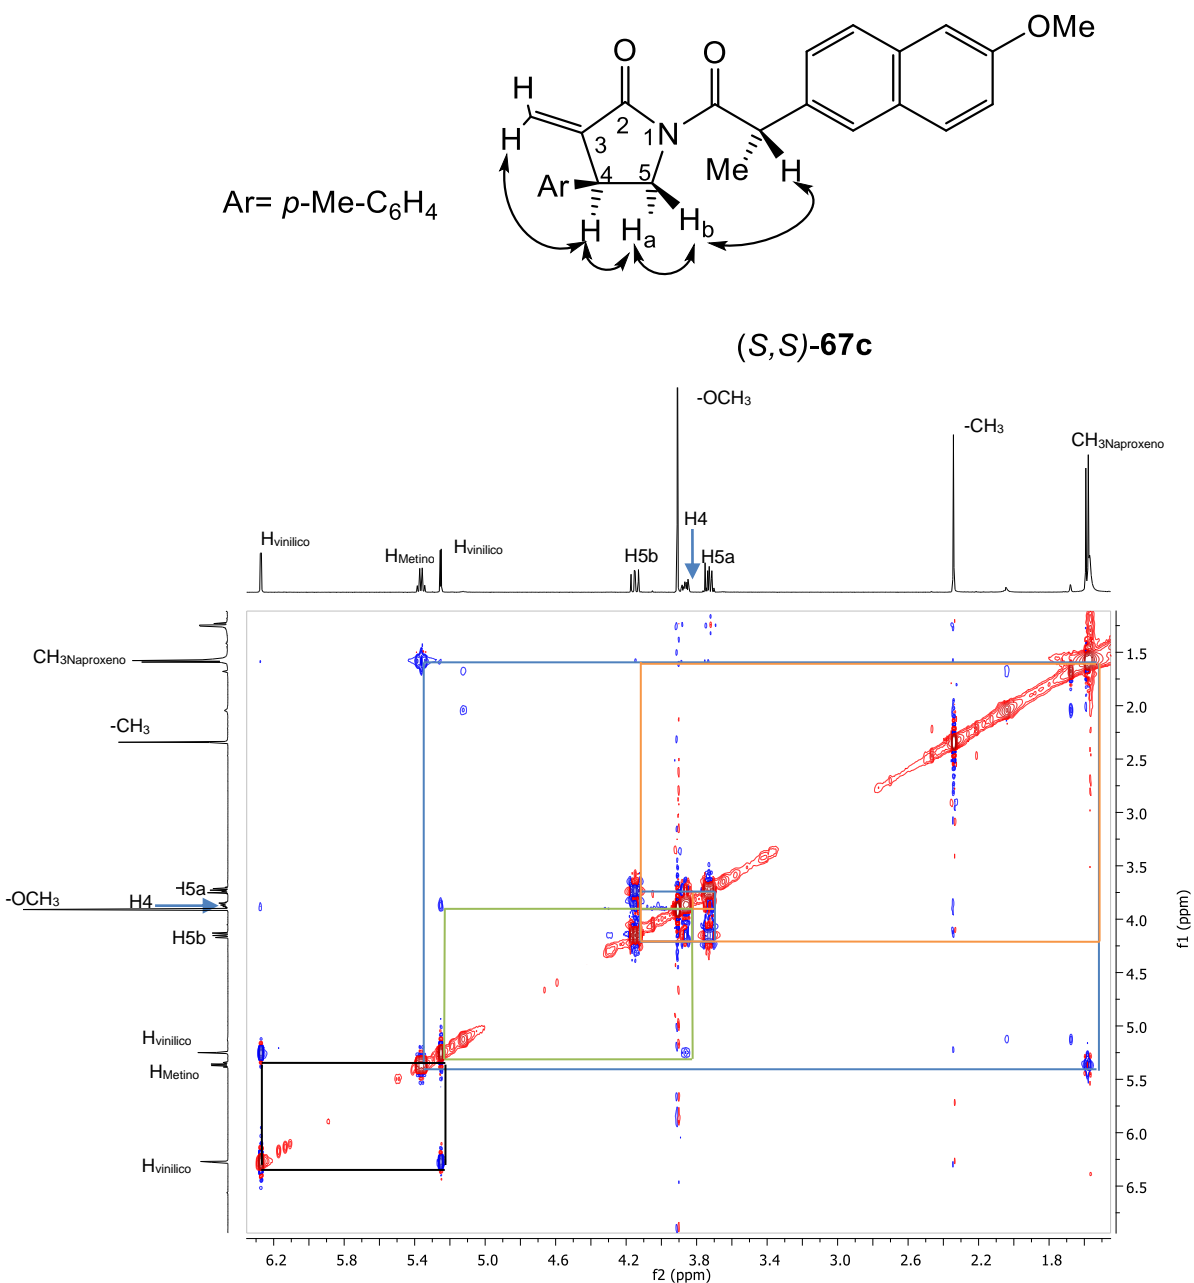 OMe
O
O
H
H
2
1
N
3
4
5
Ar
Me
H
H
Ha
Hb
Ar= p-Me-C6H4
(S,S)-67c
-OCH3
-CH3
CH3Naproxeno
H4
Hvinilico
HMetino
Hvinilico
H5b
H5a
CH3Naproxeno
-CH3
H5a
-OCH3
H4
H5b
Hvinilico
HMetino
Hvinilico
1.5
2.0
2.5
3.0
3.5
4.0
4.5
5.0
5.5
6.0
6.5
f1 (ppm)
6.2 5.8 5.4 5.0 4.6 4.2 3.8 3.4 3.0 2.6 2.2 1.8
f2 (ppm)